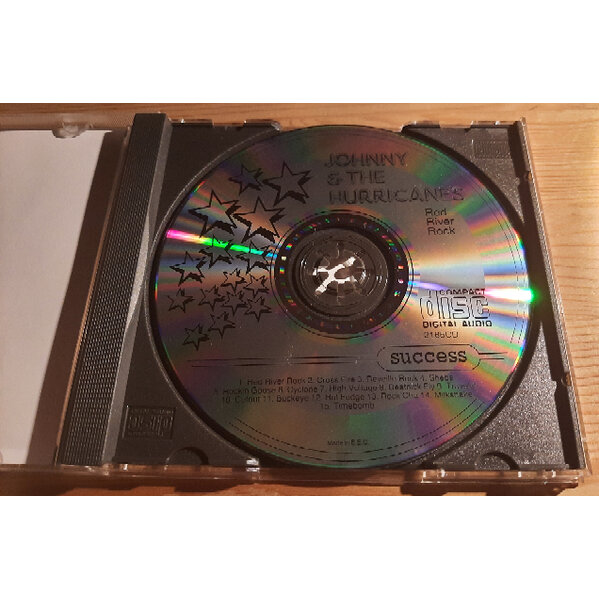 JOHNNY
& THE
HURRICANES
Red
River
Rock
COMPACT
disc
DIGITAL AUDIO
2185CD
success
1. Red River Rock 2. Cross Fire 3. Reveille Rock 4. Sheba
5. Rockin Goose 6. Cyclone 7. High Voltage 8. Beatnick Fly 9.
10. Catnip 11. Buckeye 12. Hot Fudge 13. Rock Cha 14. Milkshake
15. Timebomb
Made in E.E.C.